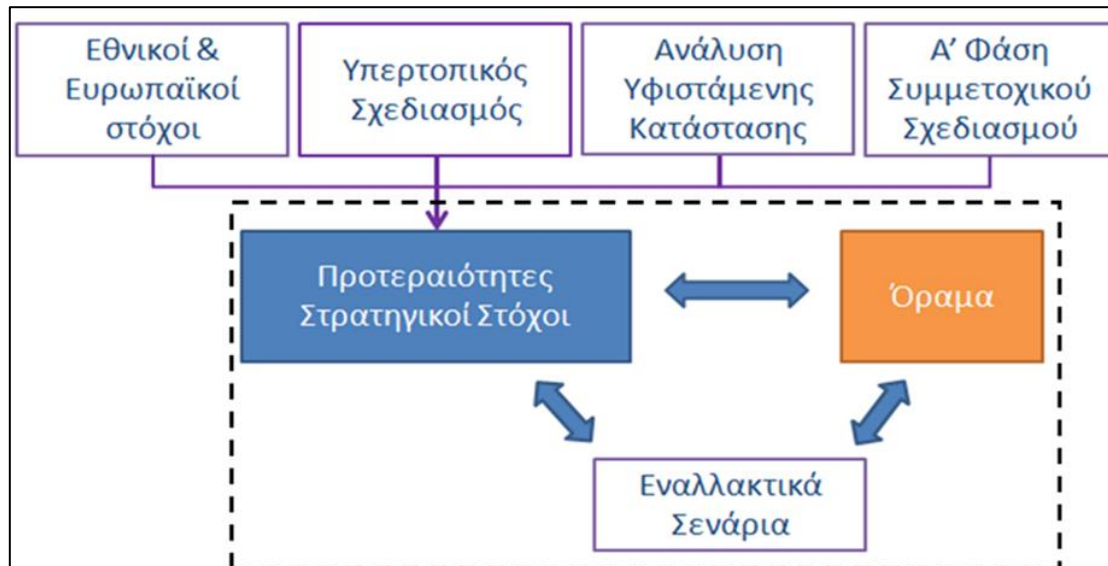 Εθνικοί &
Ευρωπαϊκοί
στόχοι
Υπερτοπικός
Σχεδιασμός
Ανάλυση
Υφιστάμενης
Κατάστασης
Α' Φάση
Συμμετοχικού
Σχεδιασμού
Προτεραιότητες
Στρατηγικοί Στόχοι
Όραμα
Εναλλακτικά
Σενάρια